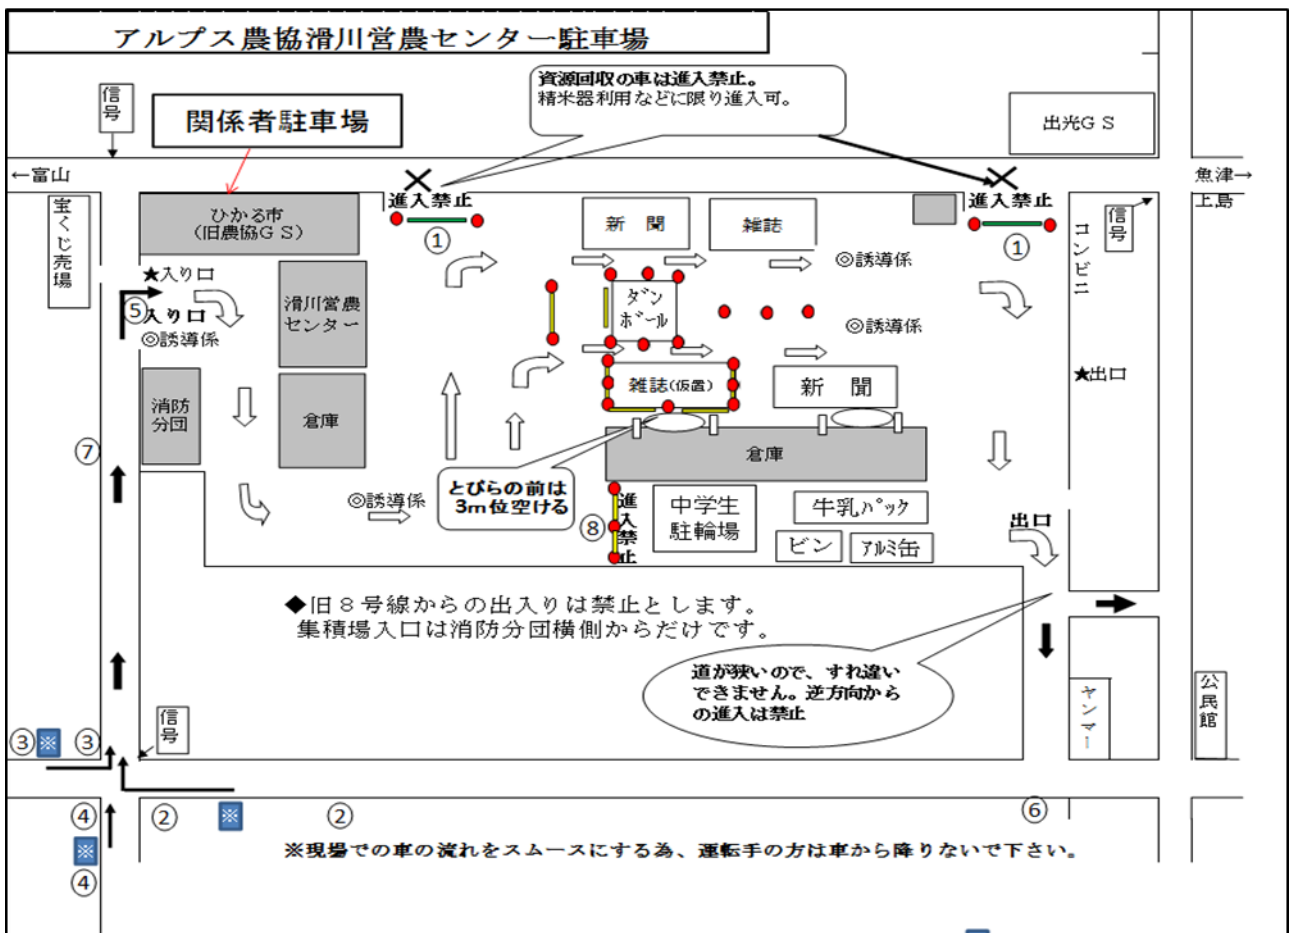 アルプス農協滑川営農センター駐車場
資源回収の車は進入禁止。
精米器利用などに限り進入可。
信号
関係者駐車場
出光ＧＳ
←富山
魚津→
上島
宝くじ売場
ひかる市
(旧農協ＧＳ)
進入禁止
①
新 聞
雑誌
進入禁止
①
コンビニ
信号
◎誘導係
★入り口
⑤
入り口
◎誘導係
滑川営農
センター
ダン
ボール
◎誘導係
★出口
雑誌(仮置)
新 聞
消防
分団
倉庫
⑦
倉庫
とびらの前は
3ｍ位空ける
◎誘導係
⑧
進入禁止
中学生
駐輪場
牛乳パック
ビン
アルミ缶
出口
◆旧８号線からの出入りは禁止とします。
集積場入口は消防分団横側からだけです。
道が狭いので、すれ違い
できません。逆方向から
の進入は禁止
ヤンマー
公民館
信号
③
※
③
④
②
※
②
⑥
※
④
※現場での車の流れをスムースにする為、運転手の方は車から降りないで下さい。